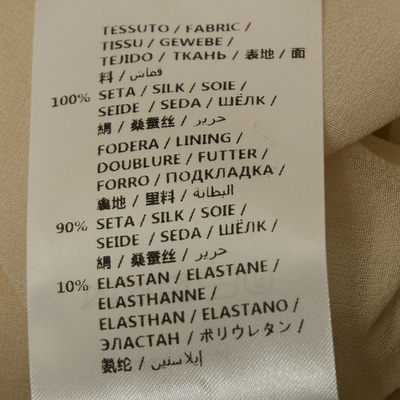 TESSUTO / FABRIC /
TISSU / GEWEBE /
TEJIDO / ТКАНЬ / 表地 / 面
料 / قماش /
100% SETA / SILK / SOIE /
SEIDE / SEDA / ШЁЛК /
絹 / 桑蚕丝 / حرير /
FODERA / LINING /
DOUBLURE / FUTTER /
FORRO / ПОДКЛАДКА /
裏地 / 里料 / البطانة /
90% SETA / SILK / SOIE /
SEIDE / SEDA / ШЁЛК /
絹 / 桑蚕丝 / حرير /
10% ELASTAN / ELASTANE /
ELASTHANNE /
ELASTHAN / ELASTANO /
ЭЛАСТАН / ポリウレタン /
氨纶 / إيلاستين /